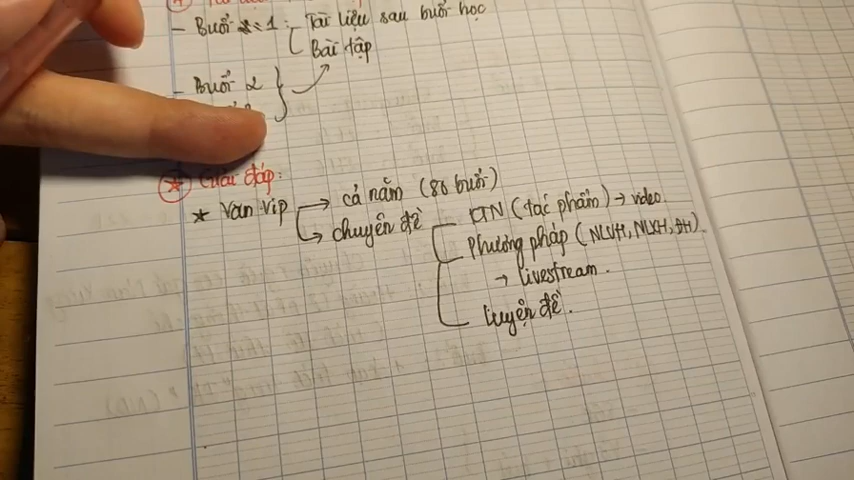 - Buổi 1: Tài liệu sau buổi học
Bài tập
- Buổi 2
* Giải đáp:
* Văn vip → cả năm (80 buổi)
→ chuyên đề
KTN (tác phẩm) → video.
Phương pháp (NLVH, NLXH, ĐH).
→ livestream.
luyện đề.